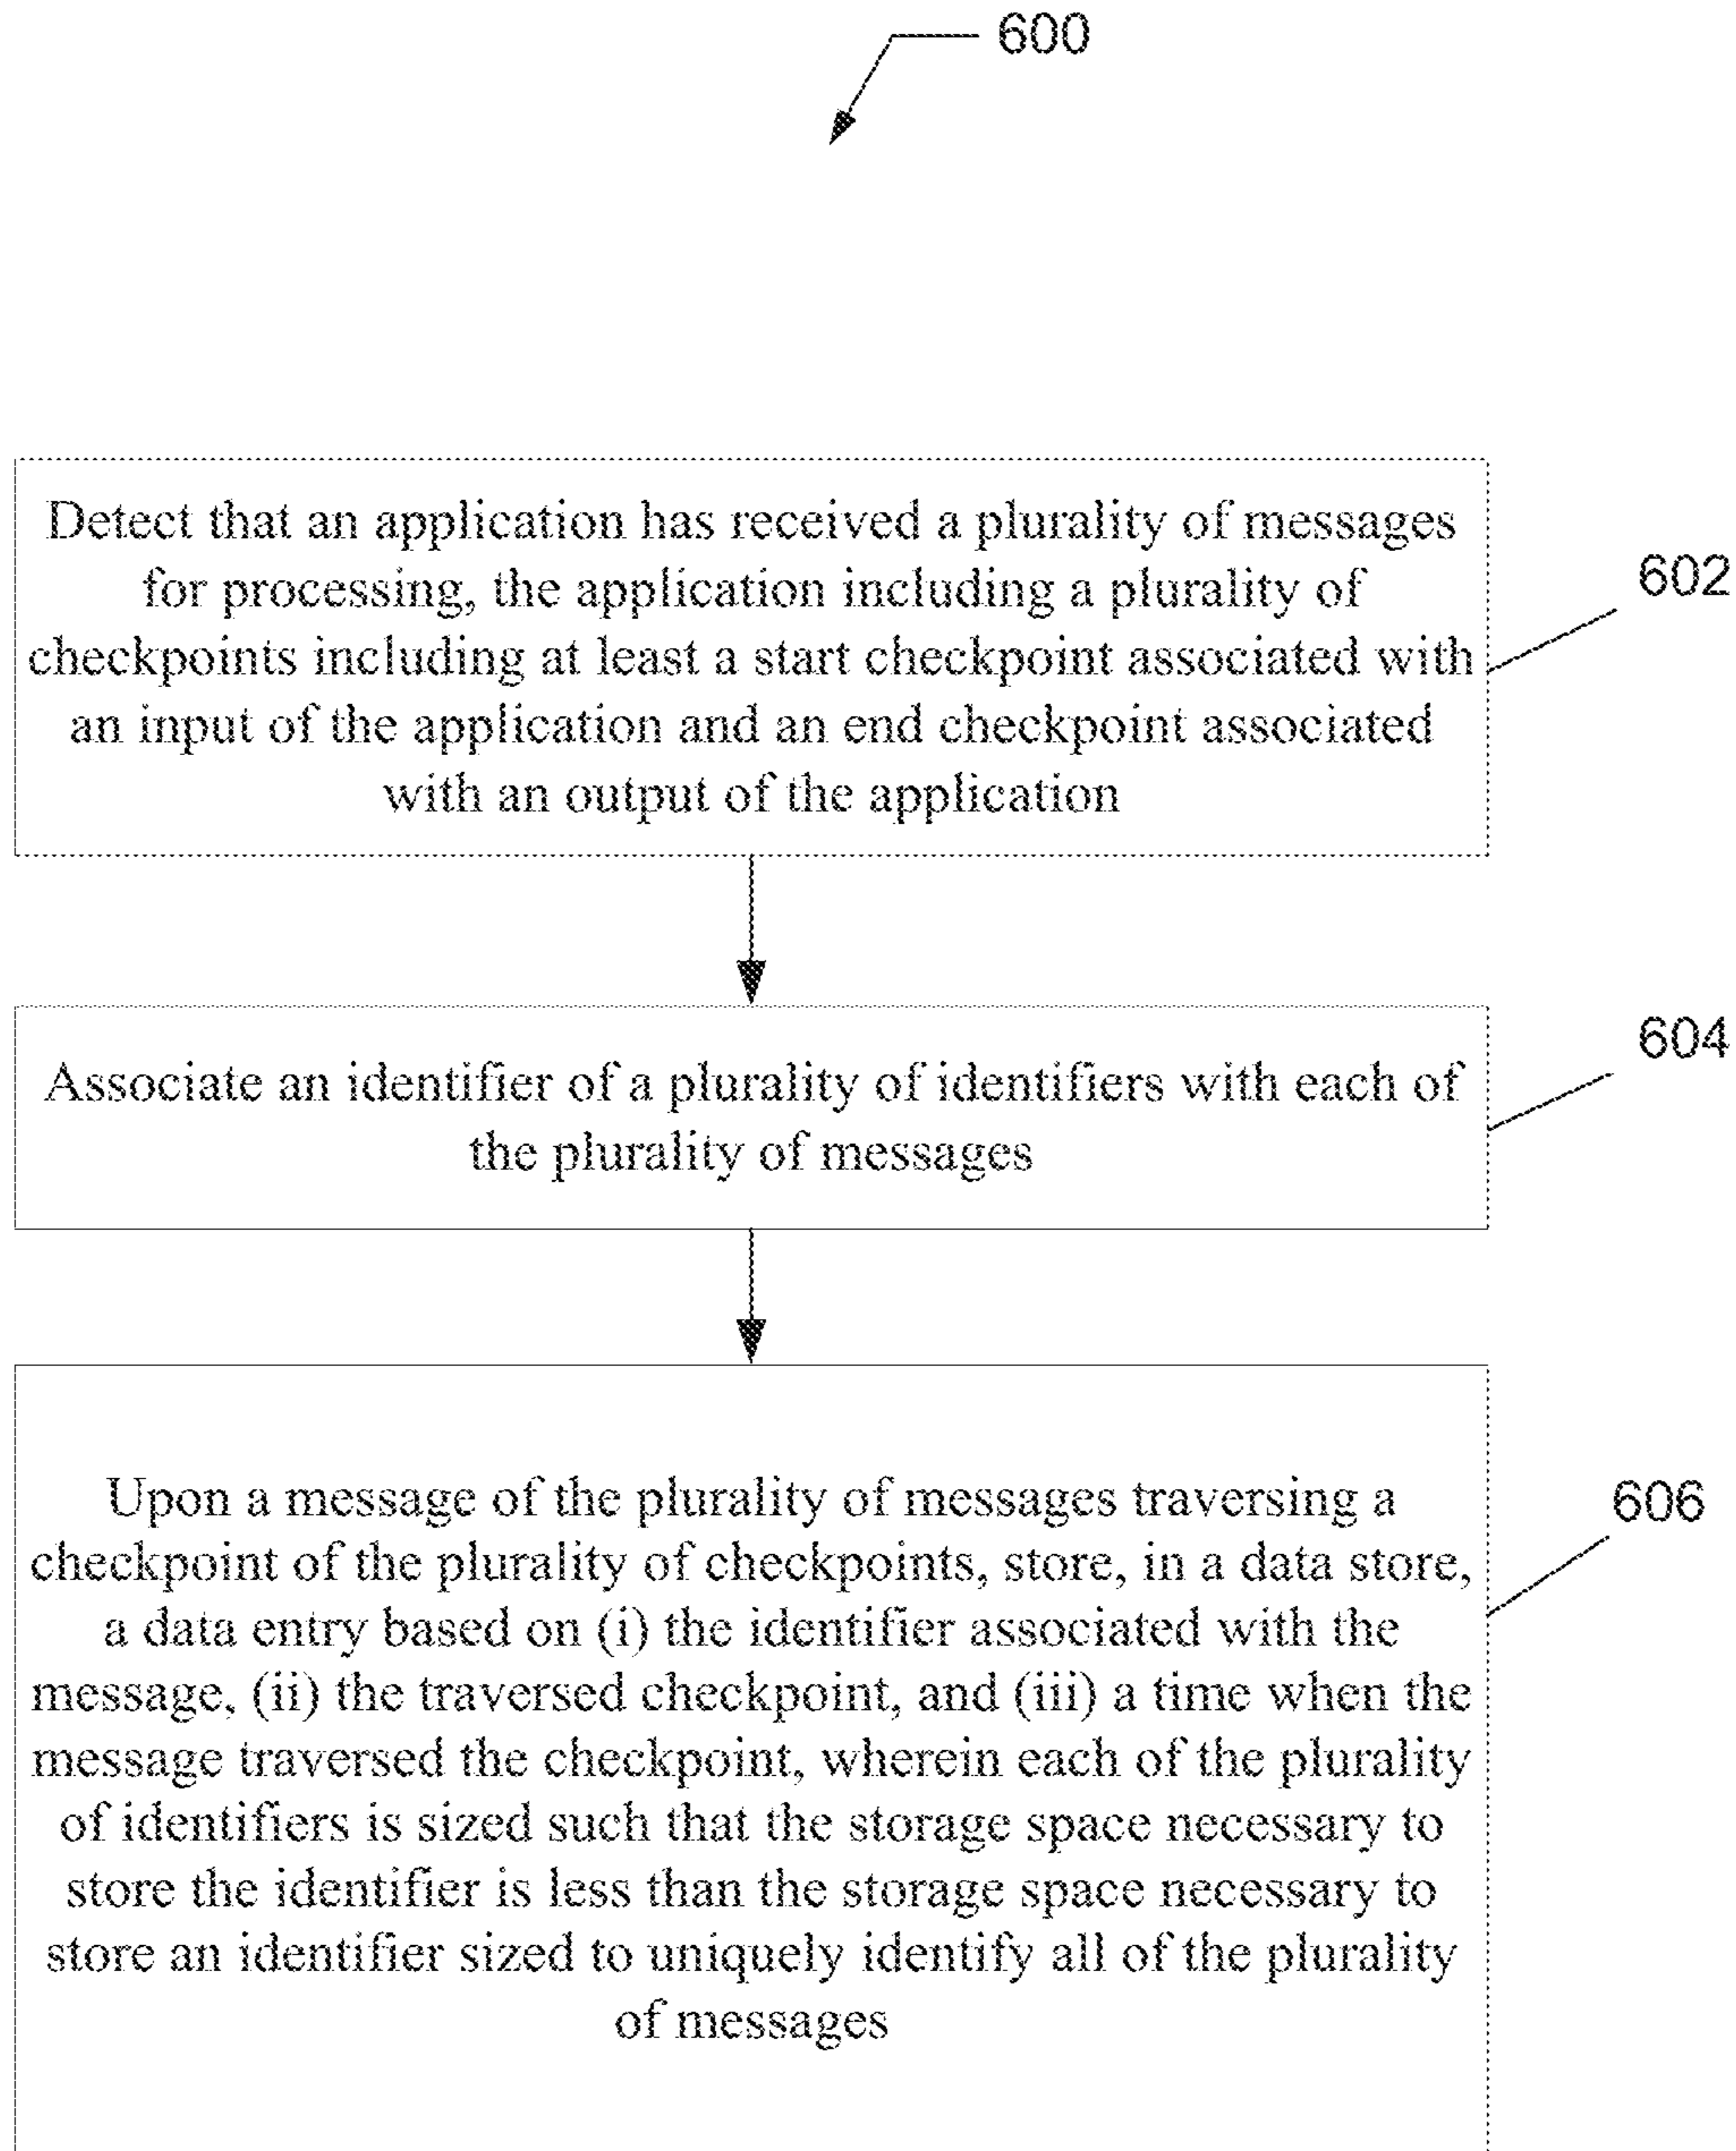 600
Detect that an application has received a plurality of messages
for processing, the application including a plurality of
checkpoints including at least a start checkpoint associated with
an input of the application and an end checkpoint associated
with an output of the application
602
Associate an identifier of a plurality of identifiers with each of
the plurality of messages
604
Upon a message of the plurality of messages traversing a
checkpoint of the plurality of checkpoints, store, in a data store,
a data entry based on (i) the identifier associated with the
message, (ii) the traversed checkpoint, and (iii) a time when the
message traversed the checkpoint, wherein each of the plurality
of identifiers is sized such that the storage space necessary to
store the identifier is less than the storage space necessary to
store an identifier sized to uniquely identify all of the plurality
of messages
606